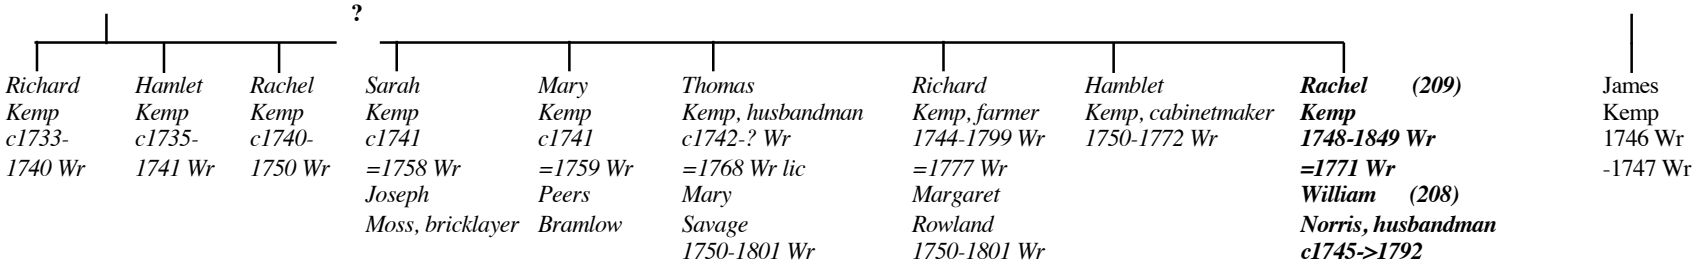 ?
Richard Hamlet Rachel Sarah Mary Thomas Richard Hamblet Rachel (209) James
Kemp Kemp Kemp Kemp Kemp Kemp, husbandman Kemp, farmer Kemp, cabinetmaker Kemp Kemp
c1733- c1735- c1740- c1741 c1741 c1742-? Wr 1744-1799 Wr 1750-1772 Wr 1748-1849 Wr 1746 Wr
1740 Wr 1741 Wr 1750 Wr =1758 Wr =1759 Wr =1768 Wr lic =1777 Wr =1771 Wr -1747 Wr
Joseph Peers Mary Margaret William (208)
Moss, bricklayer Bramlow Savage Rowland Norris, husbandman
1750-1801 Wr 1750-1801 Wr c1745->1792